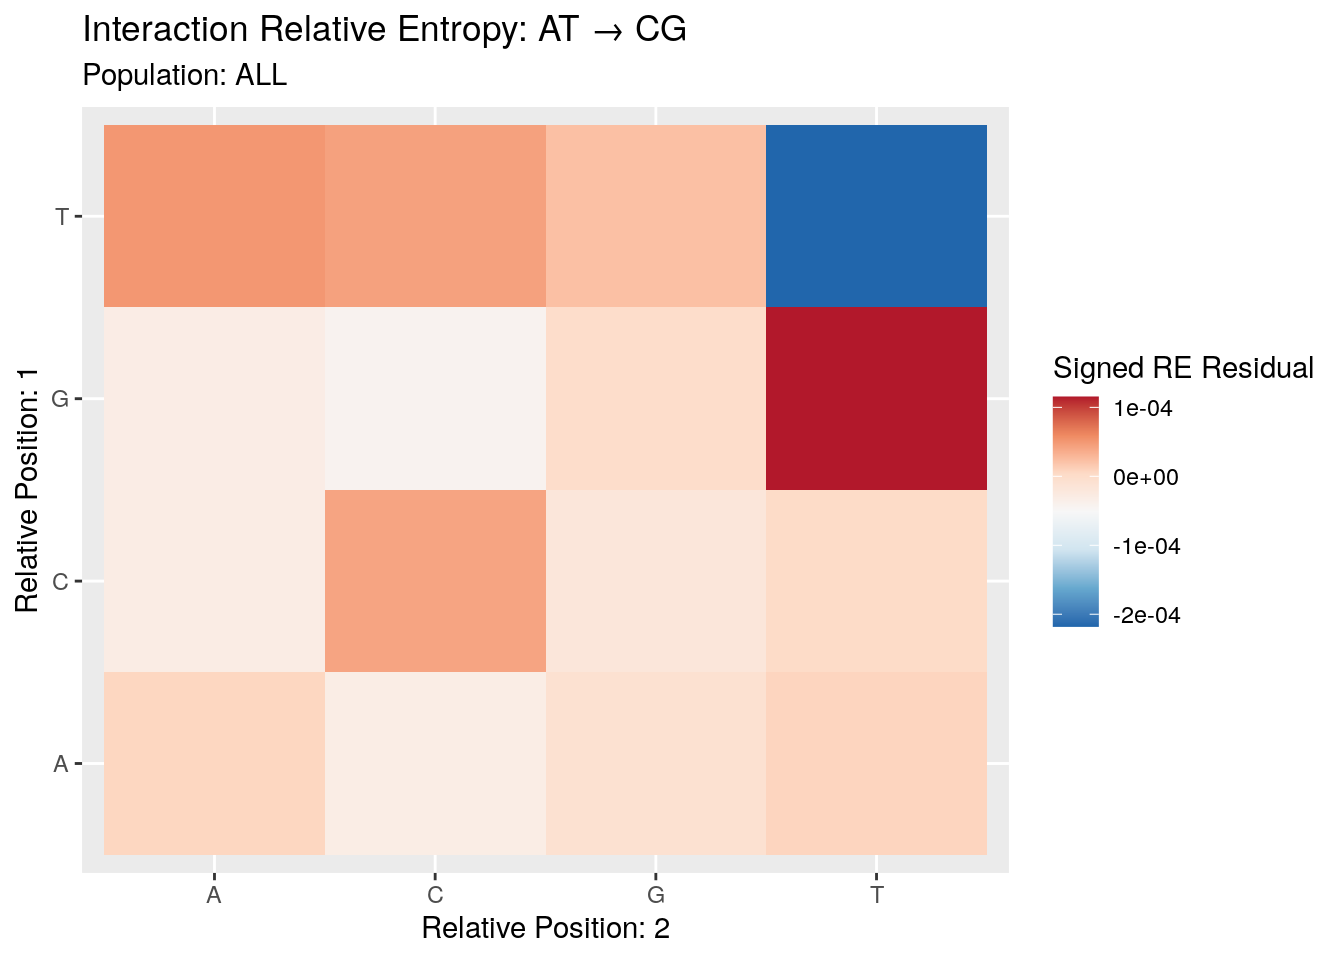 Interaction Relative Entropy: AT → CG
Population: ALL
T
G
C
A
Relative Position: 1
A C G T
Relative Position: 2
Signed RE Residual
1e-04
0e+00
-1e-04
-2e-04